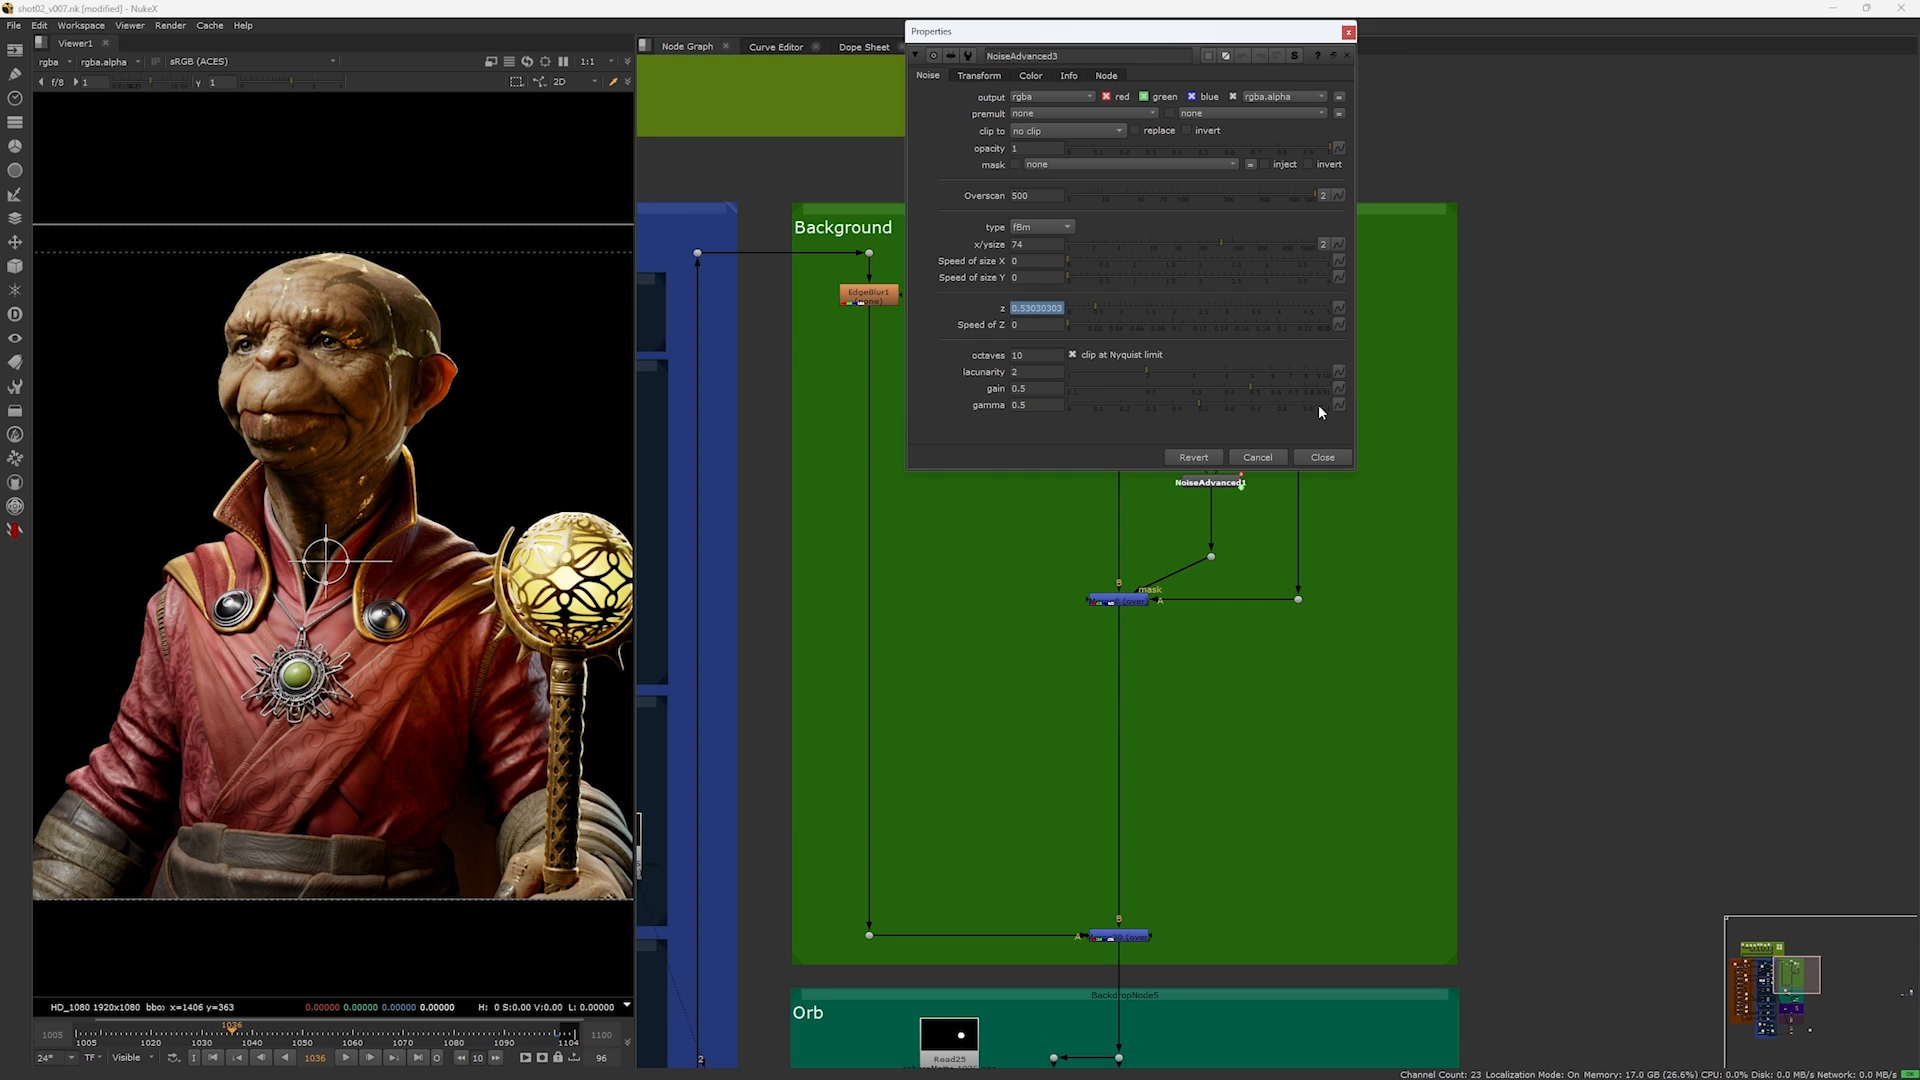 shot02_v007.nk [modified] - NukeX
File Edit Workspace Viewer Render Cache Help
Viewer1
rgba rgba.alpha IP sRGB (ACES) 1:1
f/8 1 y 1 2D
Node Graph Curve Editor Dope Sheet
Properties
NoiseAdvanced3 S ?
Noise Transform Color Info Node
output rgba red green blue rgba.alpha =
premult none none =
clip to no clip replace invert
opacity 1
mask none = inject invert
Overscan 500 2
type fBm
x/ysize 74 2
Speed of size X 0
Speed of size Y 0
z 0.53030303
Speed of Z 0
octaves 10 clip at Nyquist limit
lacunarity 2
gain 0.5
gamma 0.5
Revert Cancel Close
Background
EdgeBlur1
(none)
NoiseAdvanced1
B
mask
A
B
A
BackdropNode5
Orb
Read25
2
HD_1080 1920x1080 bbox x=1406 y=363 0.00000 0.00000 0.00000 0.00000 H: 0 S:0.00 V:0.00 L: 0.00000
1005 1036 1100
1005 1020 1030 1040 1050 1060 1070 1080 1090 1104
24* TF Visible I 1036 O 10 96
Channel Count: 23 Localization Mode: On Memory: 17.0 GB (26.6%) CPU: 0.0% Disk: 0.0 MB/s Network: 0.0 MB/s